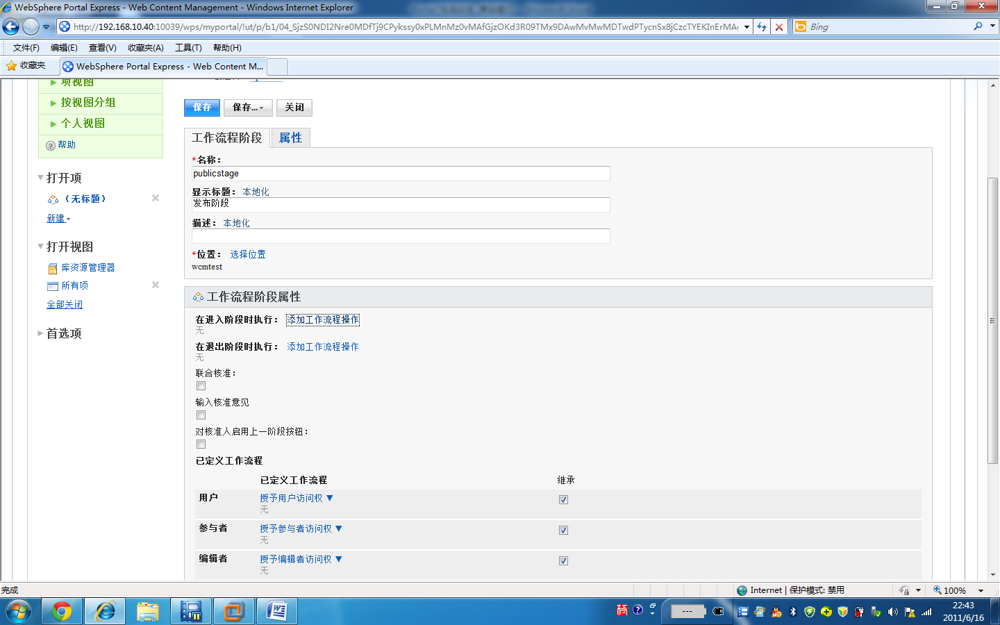 WebSphere Portal Express - Web Content Management - Windows Internet Explorer
http://192.168.10.40:10039/wps/myportal/!ut/p/b1/04_SjzS0NDI2Nre0MDfTj9CPykssy0xPLMnMz0vMAfGjzOKd3R09TMx9DAwMvMwMDTwdPTycnSx8jCzcTYEKInErMA
Bing
文件(F) 编辑(E) 查看(V) 收藏夹(A) 工具(T) 帮助(H)
收藏夹
WebSphere Portal Express - Web Content M...
项视图
按视图分组
个人视图
帮助
打开项
（无标题）
新建
打开视图
库资源管理器
所有项
全部关闭
首选项
保存 保存... 关闭
工作流程阶段 属性
*名称：
publicstage
显示标题： 本地化
发布阶段
描述： 本地化
*位置： 选择位置
wcmtest
工作流程阶段属性
在进入阶段时执行： 添加工作流程操作
无
在退出阶段时执行： 添加工作流程操作
无
联合核准：
输入核准意见
对核准人启用上一阶段按钮：
已定义工作流程
已定义工作流程 继承
用户 授予用户访问权
无
参与者 授予参与者访问权
无
编辑者 授予编辑者访问权
无
完成
Internet | 保护模式: 禁用
100%
22:43
2011/6/16